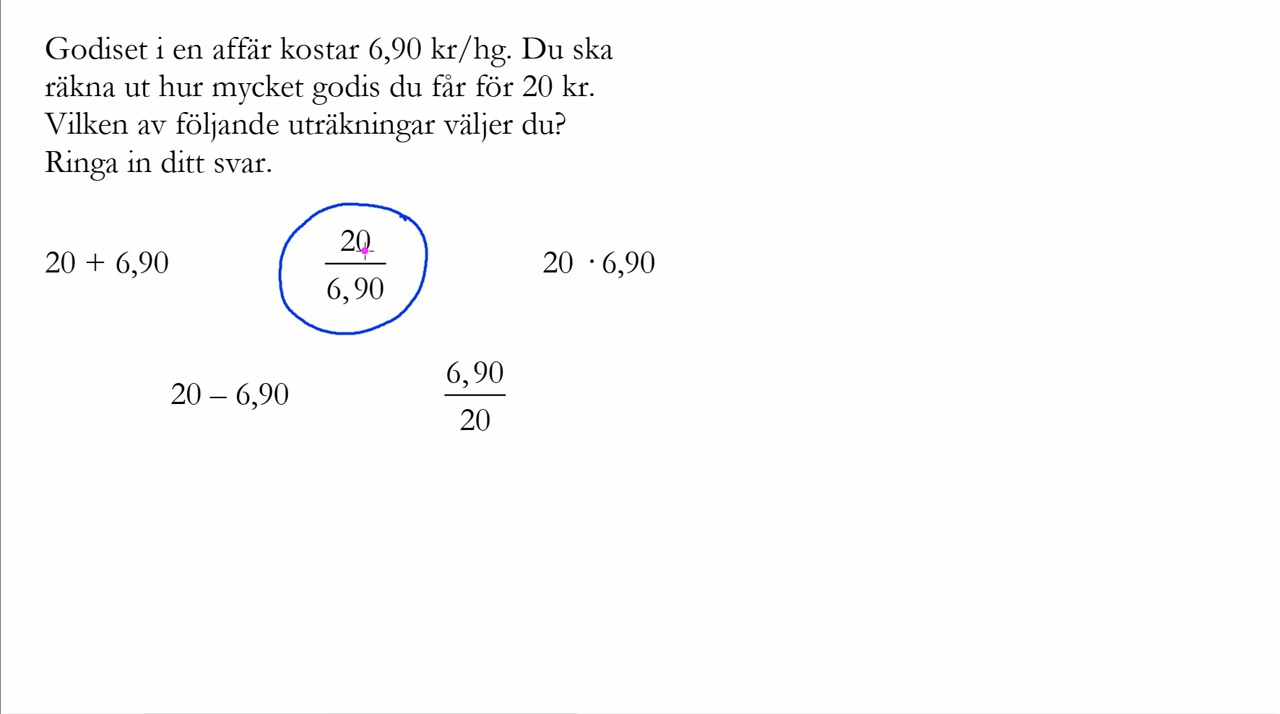 Godiset i en affär kostar 6,90 kr/hg. Du ska
räkna ut hur mycket godis du får för 20 kr.
Vilken av följande uträkningar väljer du?
Ringa in ditt svar.
20 + 6,90
20
6,90
20 · 6,90
20 – 6,90
6,90
20